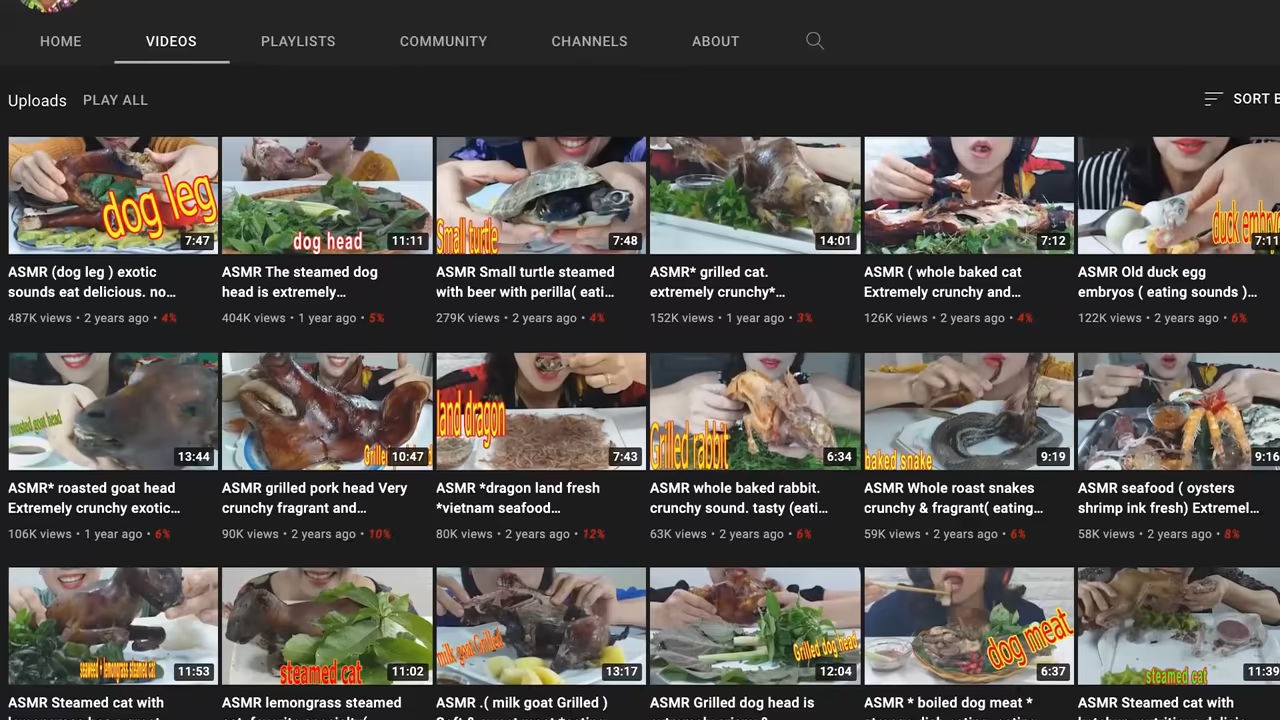 HOME VIDEOS PLAYLISTS COMMUNITY CHANNELS ABOUT
Uploads PLAY ALL SORT B
dog leg 7:47
dog head 11:11
Small turtle 7:48
14:01
7:12
duck embryo 7:11
ASMR (dog leg ) exotic
sounds eat delicious. no…
487K views • 2 years ago • 4%
ASMR The steamed dog
head is extremely…
404K views • 1 year ago • 5%
ASMR Small turtle steamed
with beer with perilla( eati…
279K views • 2 years ago • 4%
ASMR* grilled cat.
extremely crunchy*…
152K views • 1 year ago • 3%
ASMR ( whole baked cat
Extremely crunchy and…
126K views • 2 years ago • 4%
ASMR Old duck egg
embryos ( eating sounds )…
122K views • 2 years ago • 6%
roasted goat head 13:44
10:47
land dragon 7:43
Grilled rabbit 6:34
baked snake 9:19
9:16
ASMR* roasted goat head
Extremely crunchy exotic…
106K views • 1 year ago • 6%
ASMR grilled pork head Very
crunchy fragrant and…
90K views • 2 years ago • 10%
ASMR *dragon land fresh
*vietnam seafood…
80K views • 2 years ago • 12%
ASMR whole baked rabbit.
crunchy sound. tasty (eati…
63K views • 2 years ago • 6%
ASMR Whole roast snakes
crunchy & fragrant( eating…
59K views • 2 years ago • 6%
ASMR seafood ( oysters
shrimp ink fresh) Extremel…
58K views • 2 years ago • 8%
seaweed + lemongrass steamed cat 11:53
steamed cat 11:02
milk goat Grilled 13:17
Grilled dog head 12:04
dog meat 6:37
steamed cat 11:39
ASMR Steamed cat with
ASMR lemongrass steamed
ASMR .( milk goat Grilled )
ASMR Grilled dog head is
ASMR * boiled dog meat *
ASMR Steamed cat with